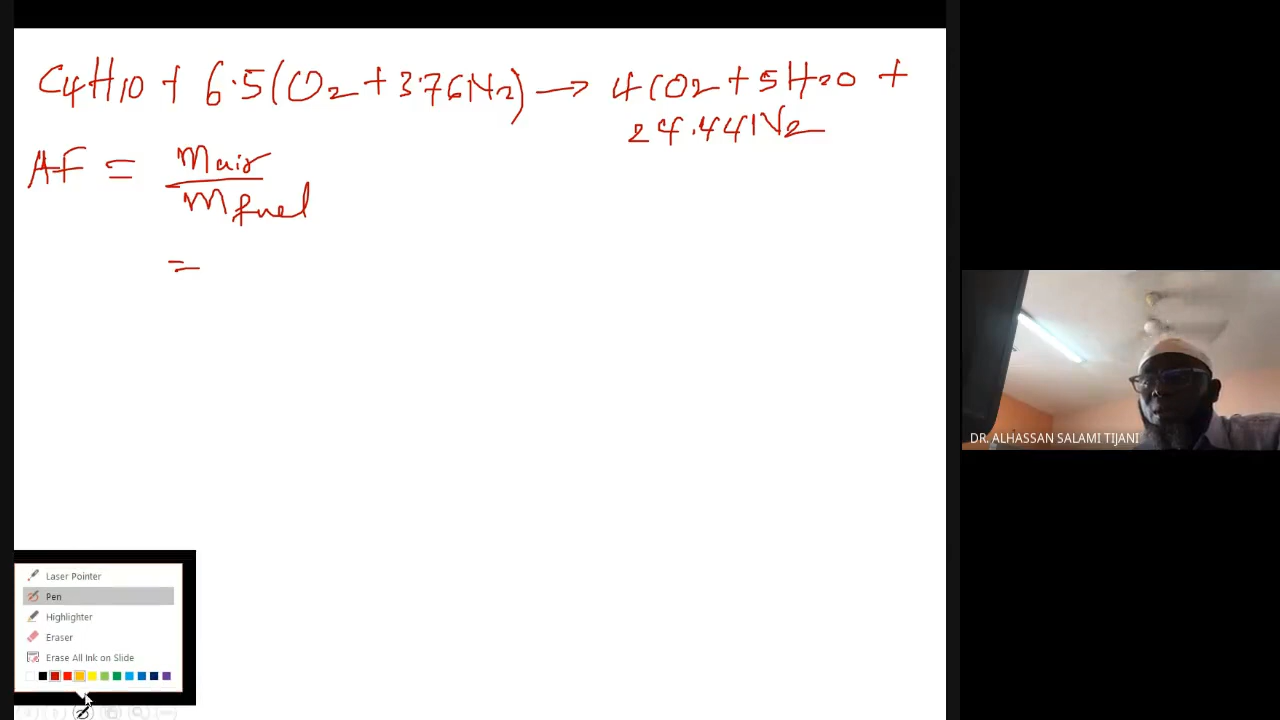 C4H10 + 6.5(O2 + 3.76N2) → 4CO2 + 5H2O +
24.44N2
AF = mair
mfuel
=
DR. ALHASSAN SALAMI TIJANI
Laser Pointer
Pen
Highlighter
Eraser
Erase All Ink on Slide